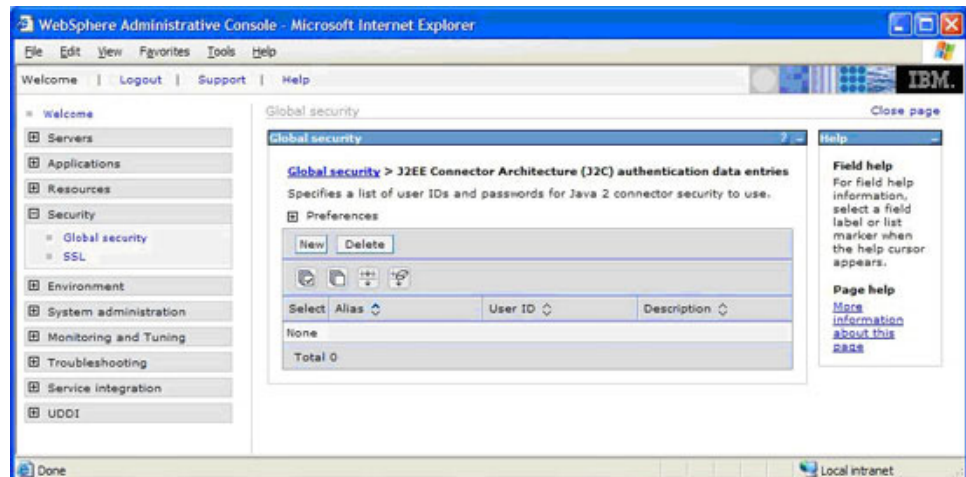 WebSphere Administrative Console - Microsoft Internet Explorer
File Edit View Favorites Tools Help
Welcome | Logout | Support | Help
IBM.
Welcome
Servers
Applications
Resources
Security
Global security
SSL
Environment
System administration
Monitoring and Tuning
Troubleshooting
Service integration
UDDI
Global security
Close page
Global security ? -
Global security > J2EE Connector Architecture (J2C) authentication data entries
Specifies a list of user IDs and passwords for Java 2 connector security to use.
Preferences
New Delete
Select Alias User ID Description
None
Total 0
Help -
Field help
For field help
information,
select a field
label or list
marker when
the help cursor
appears.
Page help
More
information
about this
page
Done
Local intranet